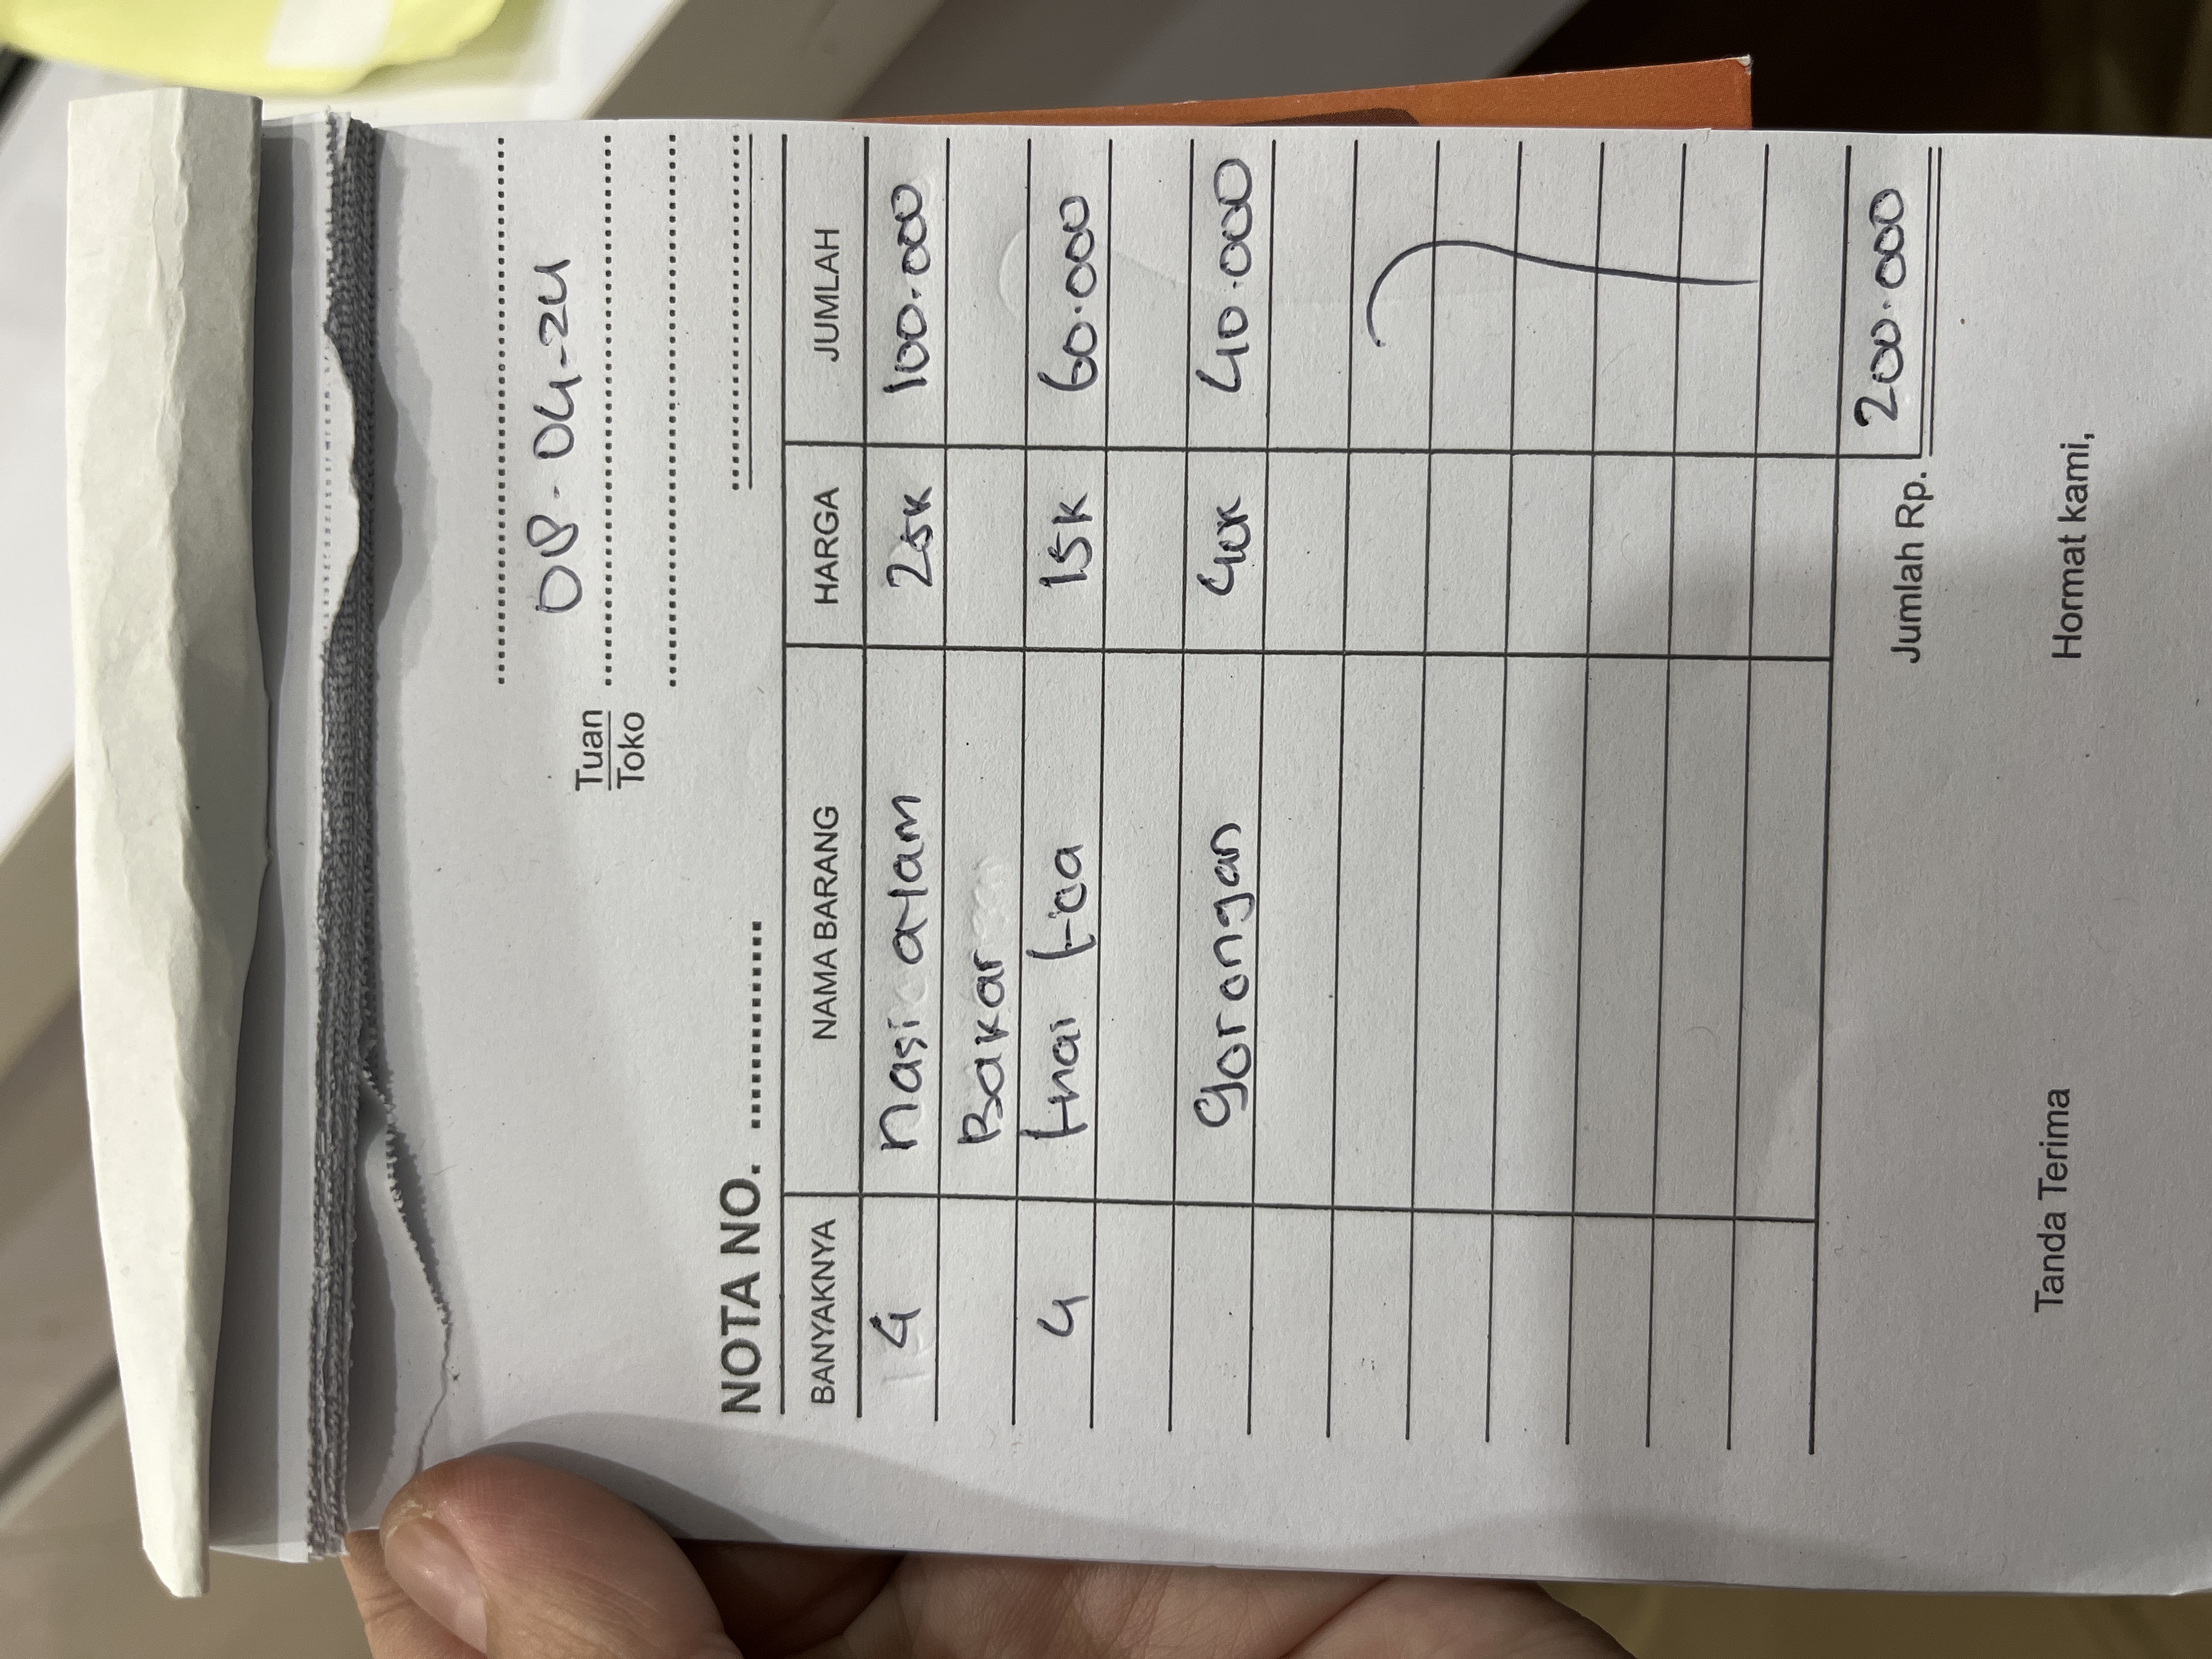 08-04-24
Tuan
Toko
NOTA NO.
BANYAKNYA NAMA BARANG HARGA JUMLAH
4 nasi ayam 25K 100.000
Bakar
4 thai tea 15K 60.000
gorengan 40K 40.000
Jumlah Rp. 200.000
Tanda Terima Hormat kami,